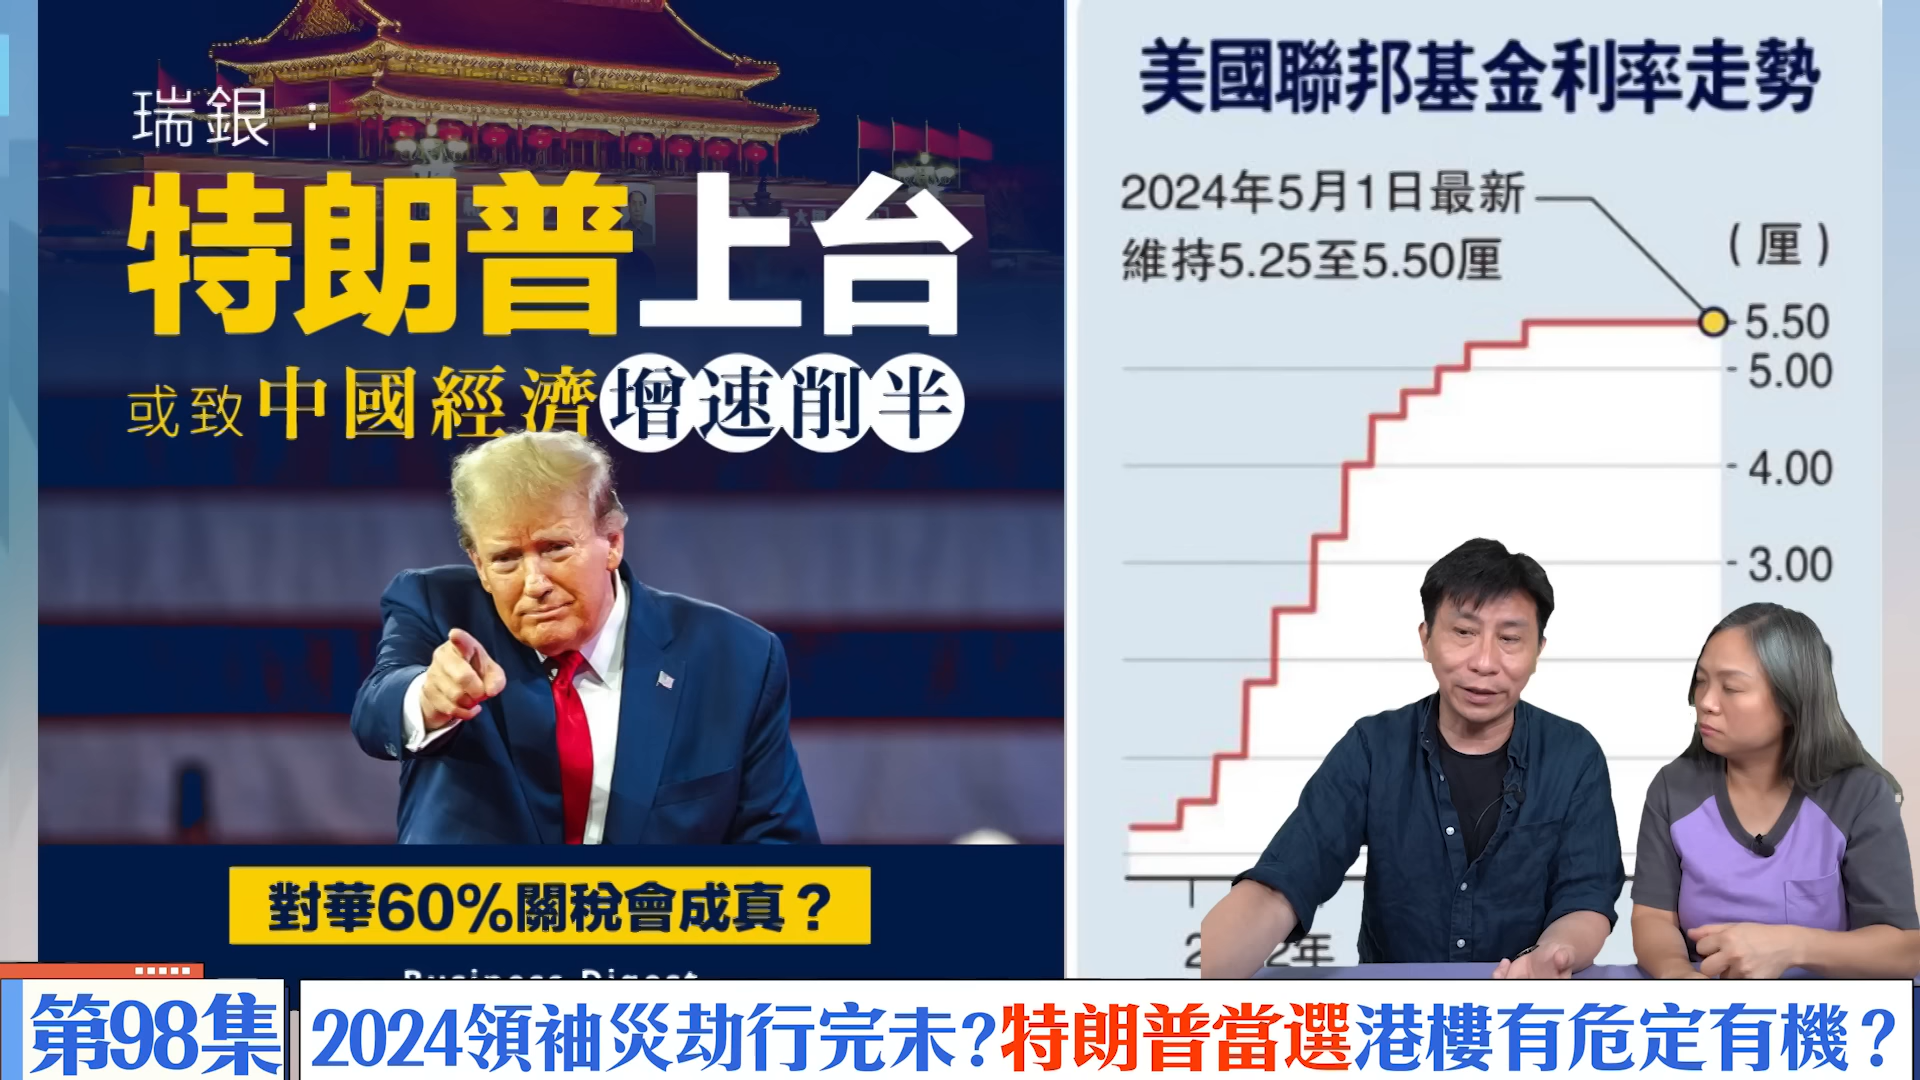 瑞銀：
特朗普上台
或致中國經濟增速削半
對華60%關稅會成真？
Business Digest
美國聯邦基金利率走勢
2024年5月1日最新
維持5.25至5.50厘
（厘）
5.50
5.00
4.00
3.00
第98集
2024領袖災劫行完未?特朗普當選港樓有危定有機？